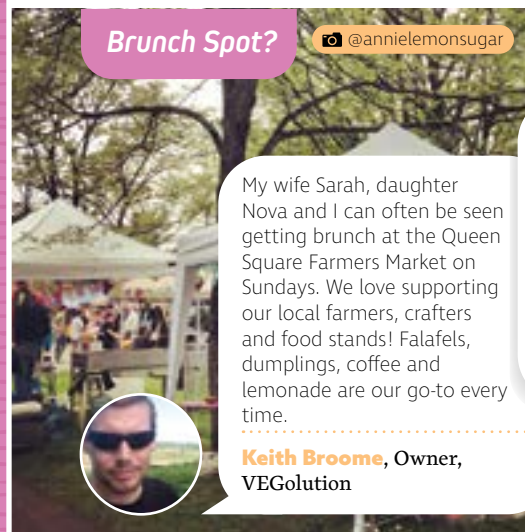 Brunch Spot?
@annielemonsugar
My wife Sarah, daughter
Nova and I can often be seen
getting brunch at the Queen
Square Farmers Market on
Sundays. We love supporting
our local farmers, crafters
and food stands! Falafels,
dumplings, coffee and
lemonade are our go-to every
time.
Keith Broome, Owner,
VEGolution